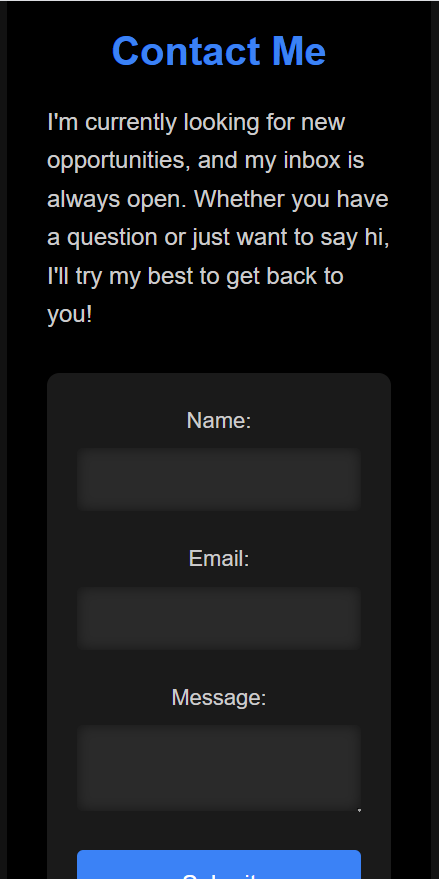 Contact Me
I'm currently looking for new
opportunities, and my inbox is
always open. Whether you have
a question or just want to say hi,
I'll try my best to get back to
you!
Name:
Email:
Message:
Submit